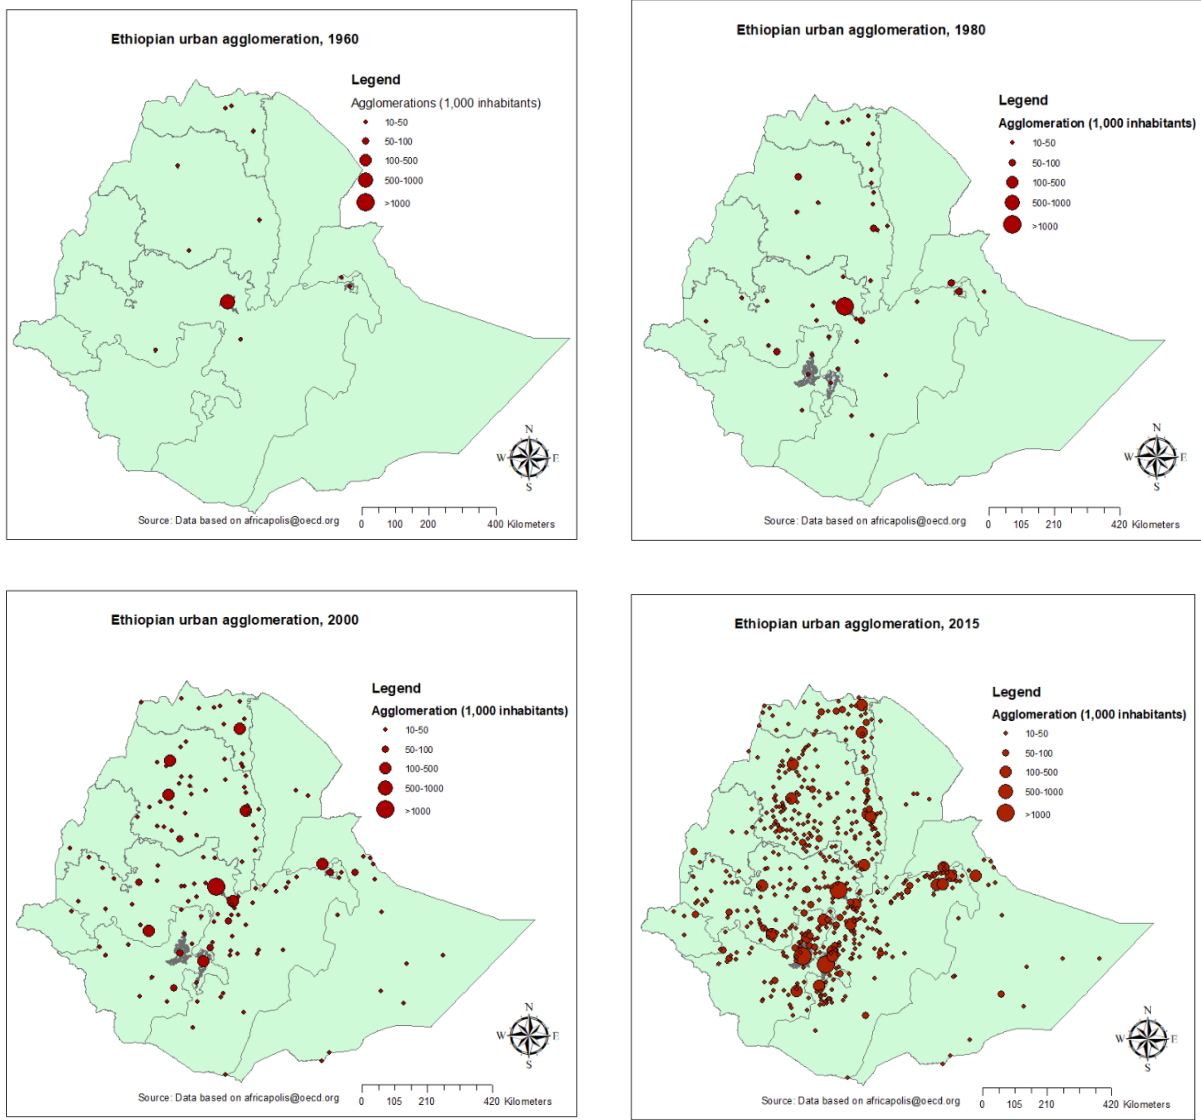 Ethiopian urban agglomeration, 1960
Legend
Agglomerations (1,000 inhabitants)
10-50
50-100
100-500
500-1000
>1000
N
W E
S
Source: Data based on africapolis@oecd.org
0 100 200 400 Kilometers
Ethiopian urban agglomeration, 1980
Legend
Agglomeration (1,000 inhabitants)
10-50
50-100
100-500
500-1000
>1000
N
W E
S
Source: Data based on africapolis@oecd.org
0 105 210 420 Kilometers
Ethiopian urban agglomeration, 2000
Legend
Agglomeration (1,000 inhabitants)
10-50
50-100
100-500
500-1000
>1000
N
W E
S
Source: Data based on africapolis@oecd.org
0 105 210 420 Kilometers
Ethiopian urban agglomeration, 2015
Legend
Agglomeration (1,000 inhabitants)
10-50
50-100
100-500
500-1000
>1000
N
W E
S
Source: Data based on africapolis@oecd.org
0 105 210 420 Kilometers